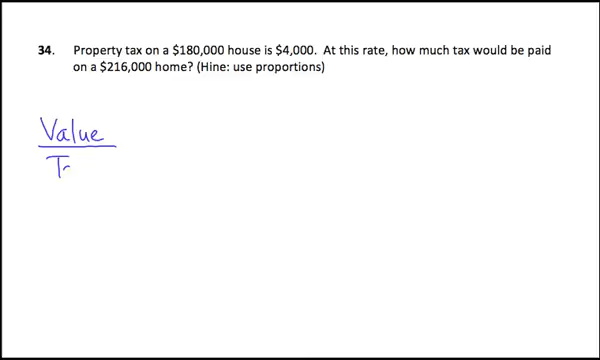 34. Property tax on a $180,000 house is $4,000. At this rate, how much tax would be paid
on a $216,000 home? (Hine: use proportions)
Value